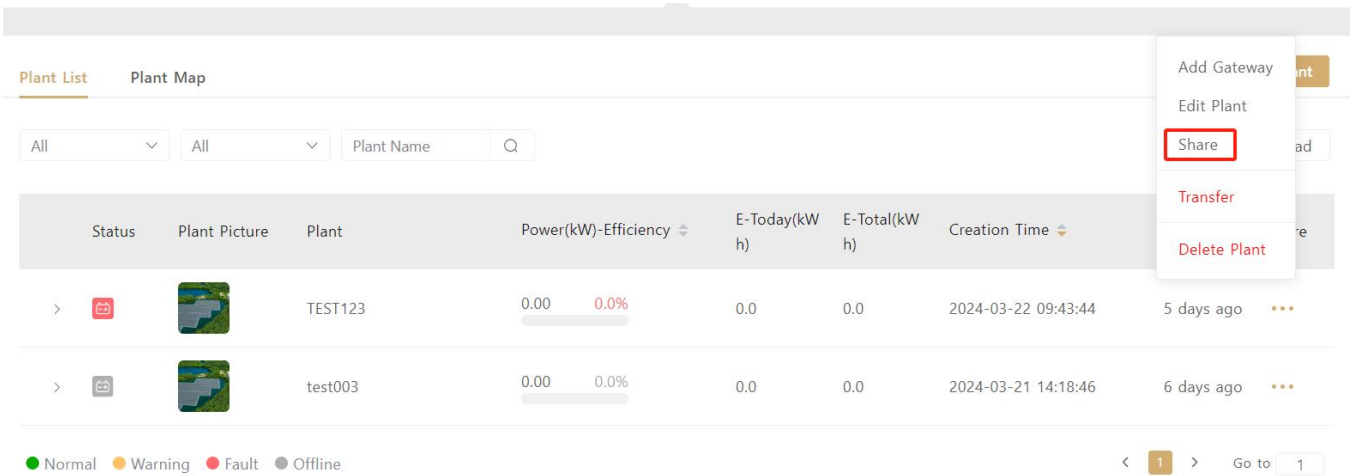 Plant List Plant Map
Add Gateway
Edit Plant
Share
Transfer
Delete Plant
All All Plant Name
Status Plant Picture Plant Power(kW)-Efficiency E-Today(kW
h) E-Total(kW
h) Creation Time
TEST123 0.00 0.0% 0.0 0.0 2024-03-22 09:43:44 5 days ago
test003 0.00 0.0% 0.0 0.0 2024-03-21 14:18:46 6 days ago
Normal Warning Fault Offline
1 Go to 1